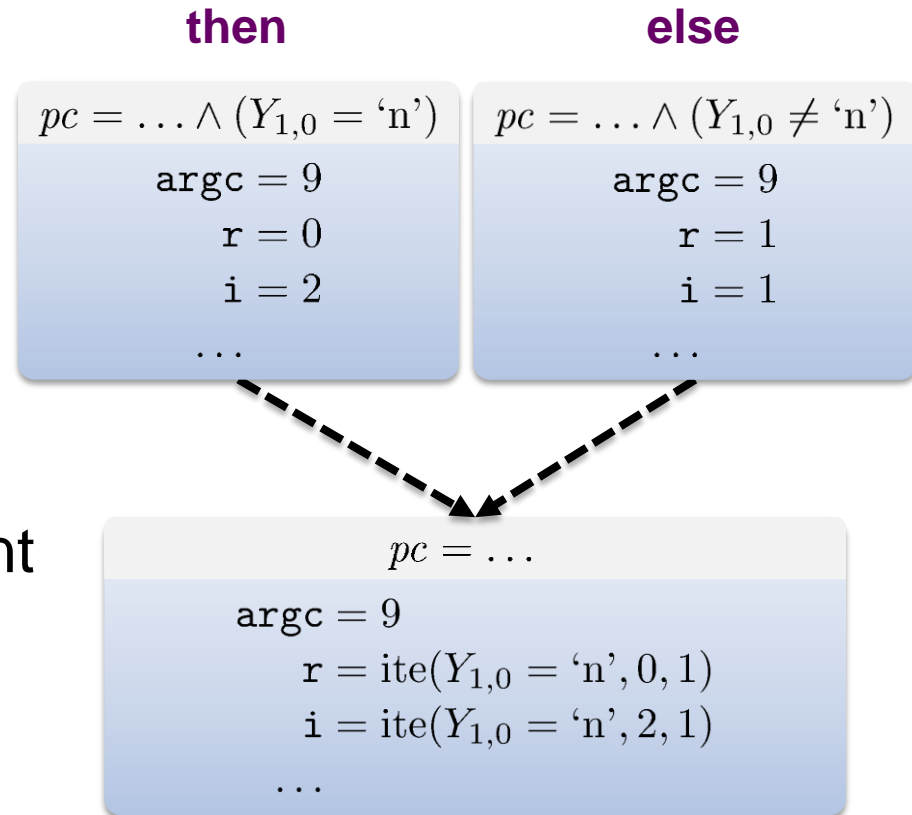 then
else
pc = … ∧ (Y₁,₀ = ‘n’)
argc = 9
r = 0
i = 2
…
pc = … ∧ (Y₁,₀ ≠ ‘n’)
argc = 9
r = 1
i = 1
…
nt
pc = …
argc = 9
r = ite(Y₁,₀ = ‘n’, 0, 1)
i = ite(Y₁,₀ = ‘n’, 2, 1)
…